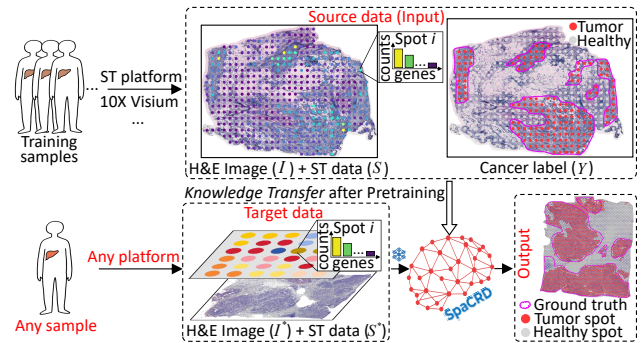 Source data (Input)
Spot i
counts
genes
Tumor
Healthy
...
ST platform
10X Visium
...
Training
samples
H&E Image (I) + ST data (S)
Cancer label (Y)
Knowledge Transfer after Pretraining
Target data
Any platform
Spot i
counts
genes
Any sample
H&E Image (I*) + ST data (S*)
SpaCRD
Output
Ground truth
Tumor spot
Healthy spot